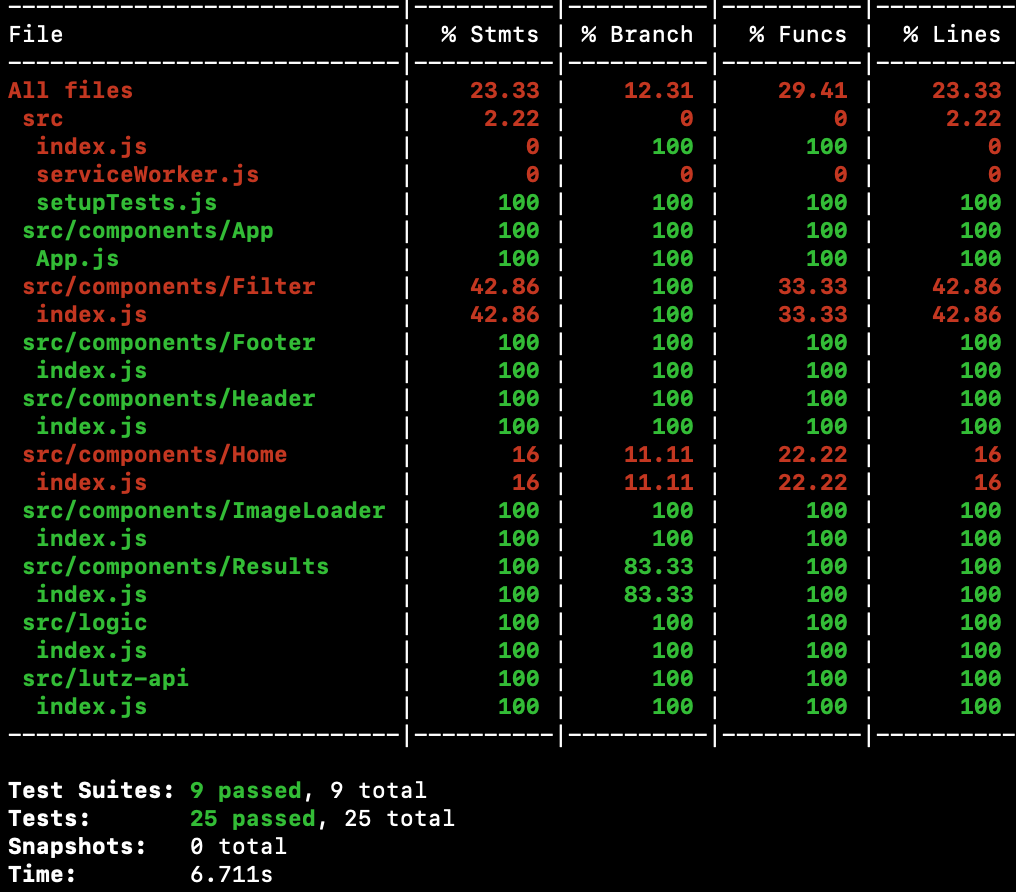 -----------------------------|----------|----------|----------|----------
File                         |  % Stmts | % Branch |  % Funcs |  % Lines
-----------------------------|----------|----------|----------|----------
All files                    |    23.33 |    12.31 |    29.41 |    23.33
 src                         |     2.22 |        0 |        0 |     2.22
  index.js                   |        0 |      100 |      100 |        0
  serviceWorker.js           |        0 |        0 |        0 |        0
  setupTests.js              |      100 |      100 |      100 |      100
 src/components/App          |      100 |      100 |      100 |      100
  App.js                     |      100 |      100 |      100 |      100
 src/components/Filter       |    42.86 |      100 |    33.33 |    42.86
  index.js                   |    42.86 |      100 |    33.33 |    42.86
 src/components/Footer       |      100 |      100 |      100 |      100
  index.js                   |      100 |      100 |      100 |      100
 src/components/Header       |      100 |      100 |      100 |      100
  index.js                   |      100 |      100 |      100 |      100
 src/components/Home         |       16 |    11.11 |    22.22 |       16
  index.js                   |       16 |    11.11 |    22.22 |       16
 src/components/ImageLoader  |      100 |      100 |      100 |      100
  index.js                   |      100 |      100 |      100 |      100
 src/components/Results      |      100 |    83.33 |      100 |      100
  index.js                   |      100 |    83.33 |      100 |      100
 src/logic                   |      100 |      100 |      100 |      100
  index.js                   |      100 |      100 |      100 |      100
 src/lutz-api                |      100 |      100 |      100 |      100
  index.js                   |      100 |      100 |      100 |      100
-----------------------------|----------|----------|----------|----------
Test Suites: 9 passed, 9 total
Tests:       25 passed, 25 total
Snapshots:   0 total
Time:        6.711s